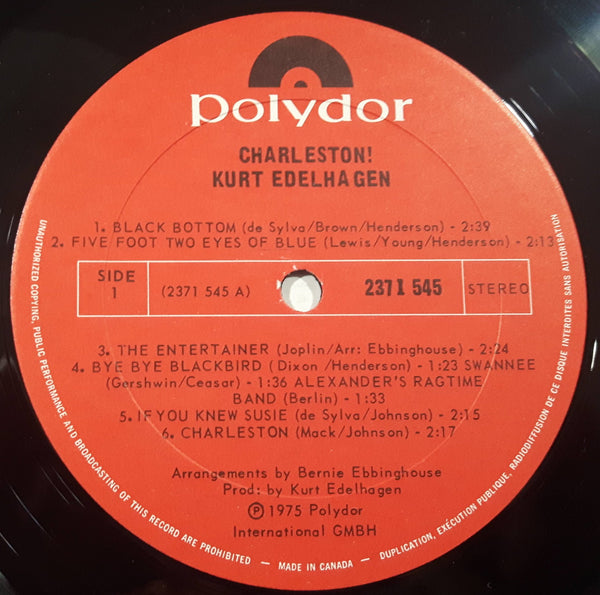 polydor
CHARLESTON!
KURT EDELHAGEN
1. BLACK BOTTOM (de Sylva/Brown/Henderson) - 2:39
2. FIVE FOOT TWO EYES OF BLUE (Lewis/Young/Henderson) - 2:13
SIDE
1
(2371 545 A)
2371 545
STEREO
3. THE ENTERTAINER (Joplin/Arr: Ebbinghouse) - 2:24
4. BYE BYE BLACKBIRD (Dixon/Henderson) - 1:23 SWANNEE
(Gershwin/Ceasar) - 1:36 ALEXANDER'S RAGTIME
BAND (Berlin) - 1:33
5. IF YOU KNEW SUSIE (de Sylva/Johnson) - 2:15
6. CHARLESTON (Mack/Johnson) - 2:17
Arrangements by Bernie Ebbinghouse
Prod: by Kurt Edelhagen
Ⓟ 1975 Polydor
International GMBH
UNAUTHORIZED COPYING, PUBLIC PERFORMANCE AND BROADCASTING OF THIS RECORD ARE PROHIBITED — MADE IN CANADA — DUPLICATION, EXÉCUTION PUBLIQUE, RADIODIFFUSION DE CE DISQUE INTERDITES SANS AUTORISATION